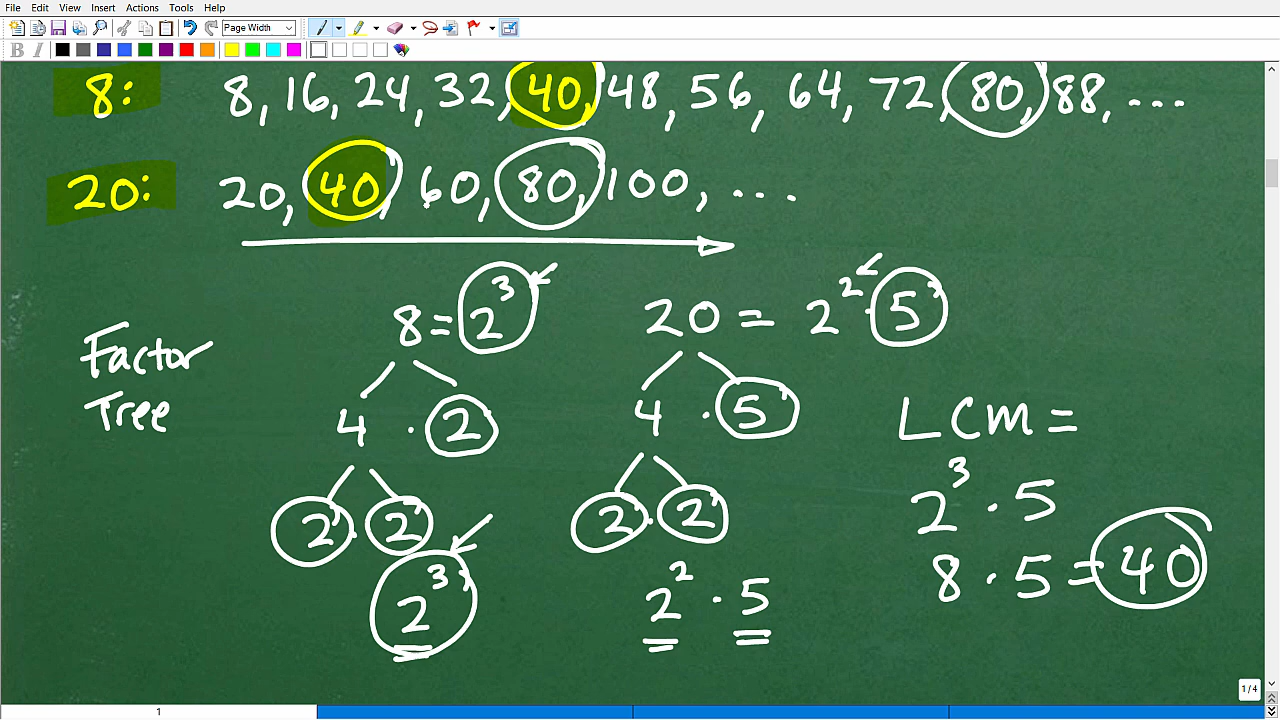 File Edit View Insert Actions Tools Help
Page Width
B I
8: 8, 16, 24, 32, 40, 48, 56, 64, 72, 80, 88, ...
20: 20, 40, 60, 80, 100, ...
Factor
Tree
8 = 2³
4 · 2
2 · 2
2³
20 = 2² · 5
4 · 5
2 · 2
2² · 5
LCM =
2³ · 5
8 · 5 = 40
1/4
1